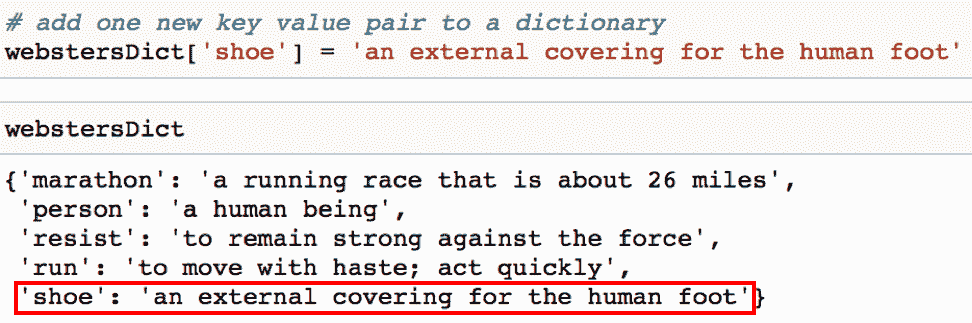 # add one new key value pair to a dictionary
webstersDict['shoe'] = 'an external covering for the human foot'
webstersDict
{'marathon': 'a running race that is about 26 miles',
'person': 'a human being',
'resist': 'to remain strong against the force',
'run': 'to move with haste; act quickly',
'shoe': 'an external covering for the human foot'}